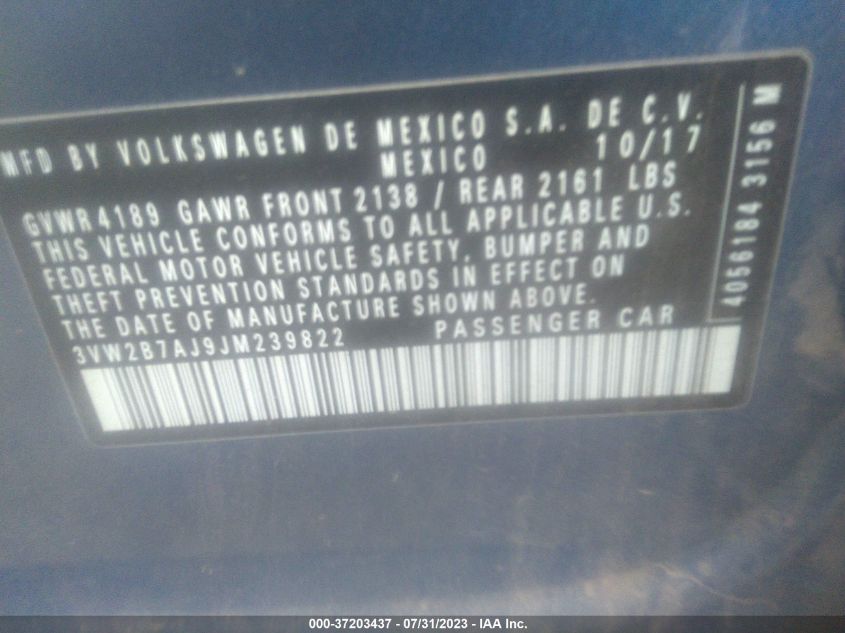 MFD BY VOLKSWAGEN DE MEXICO S.A. DE C.V.
MEXICO 10/17
GVWR 4189 GAWR FRONT 2138 / REAR 2161 LBS
THIS VEHICLE CONFORMS TO ALL APPLICABLE U.S.
FEDERAL MOTOR VEHICLE SAFETY, BUMPER AND
THEFT PREVENTION STANDARDS IN EFFECT ON
THE DATE OF MANUFACTURE SHOWN ABOVE.
3VW2B7AJ9JM239822 PASSENGER CAR
4056184 3156 M
000-37203437 - 07/31/2023 - IAA Inc.